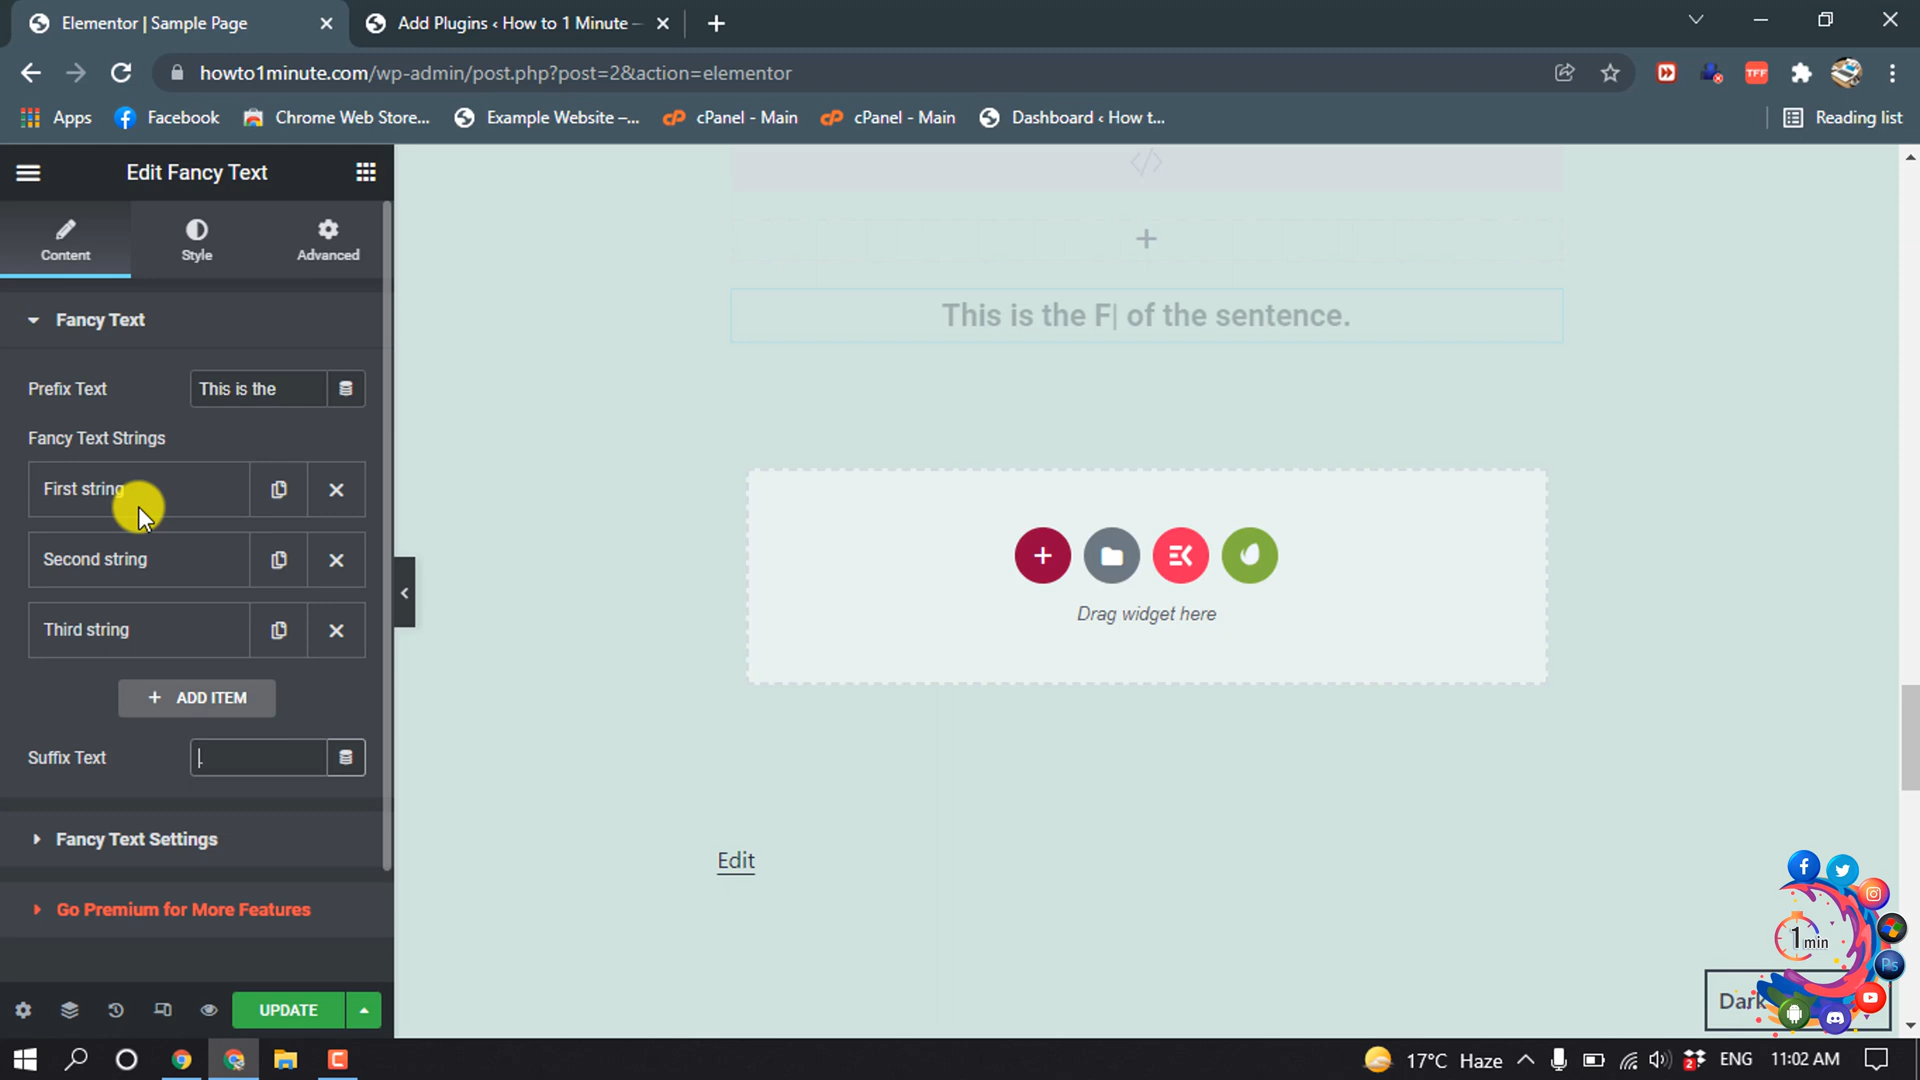 Elementor | Sample Page
Add Plugins ‹ How to 1 Minute —
howto1minute.com/wp-admin/post.php?post=2&action=elementor
Apps
Facebook
Chrome Web Store...
Example Website –...
cPanel - Main
cPanel - Main
Dashboard ‹ How t...
Reading list
Edit Fancy Text
Content
Style
Advanced
Fancy Text
Prefix Text
This is the
Fancy Text Strings
First string
Second string
Third string
+ ADD ITEM
Suffix Text
.
Fancy Text Settings
Go Premium for More Features
UPDATE
This is the F| of the sentence.
Drag widget here
Edit
1 min
Dark
17°C Haze
ENG
11:02 AM